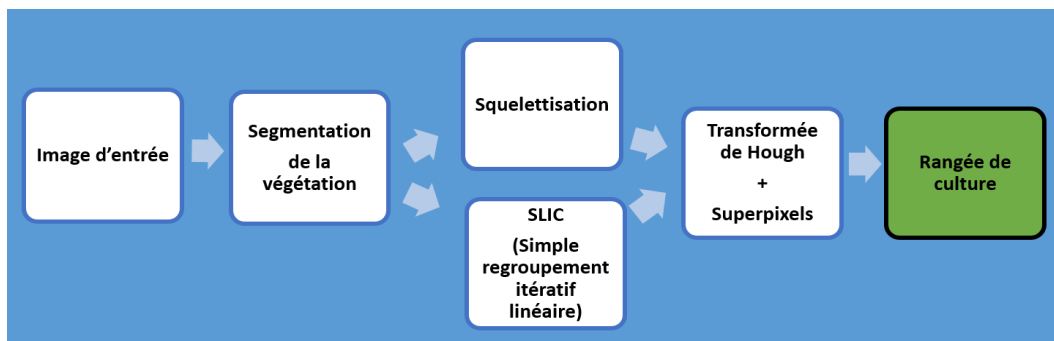 Image d'entrée
Segmentation
de la
végétation
Squelettisation
SLIC
(Simple
regroupement
itératif
linéaire)
Transformée
de Hough
+
Superpixels
Rangée de
culture